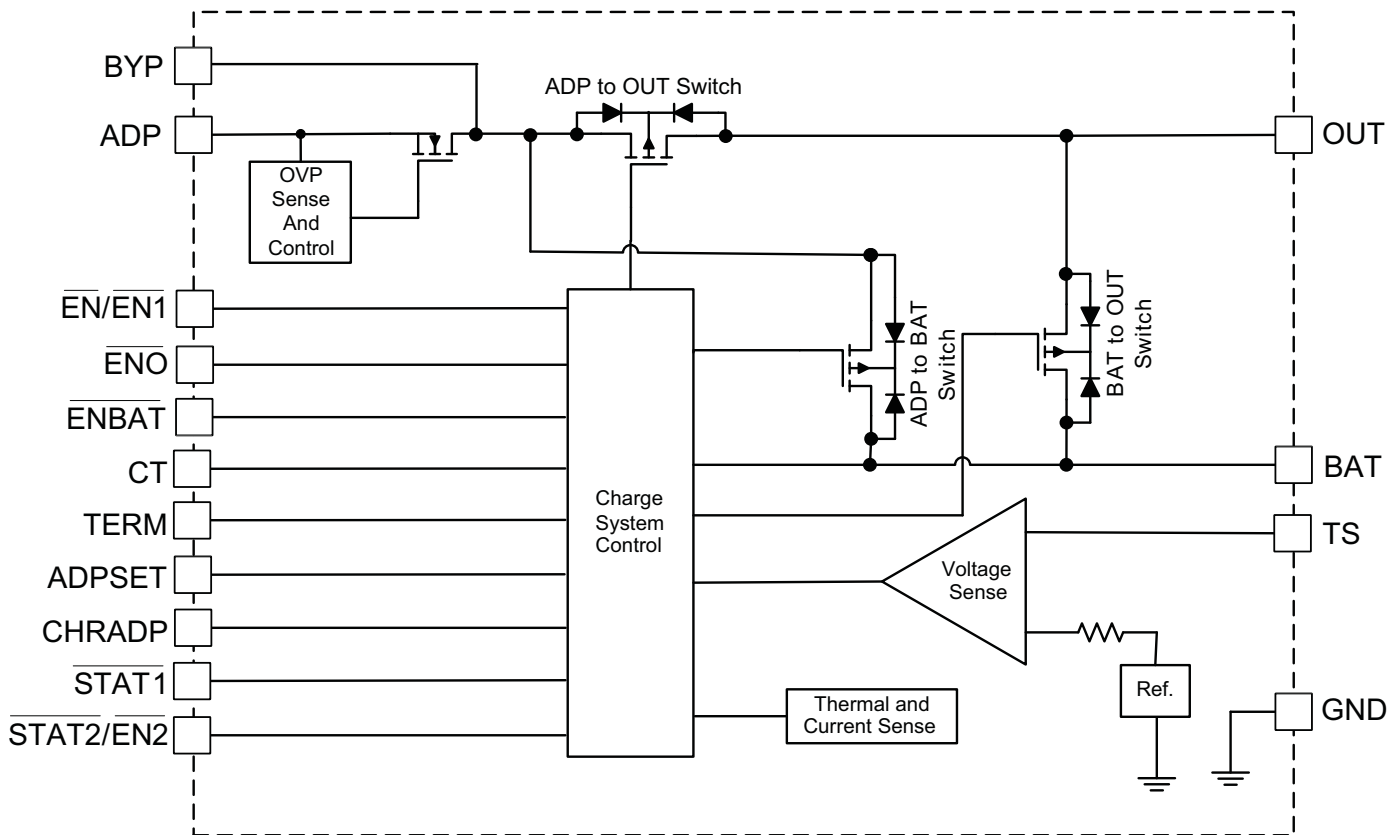 BYP
ADP to OUT Switch
ADP
OUT
OVP
Sense
And
Control
EN/EN1
ENO
ADP to BAT
Switch
BAT to OUT
Switch
ENBAT
CT
BAT
Charge
System
Control
TERM
TS
ADPSET
Voltage
Sense
CHRADP
STAT1
Ref.
Thermal and
Current Sense
GND
STAT2/EN2